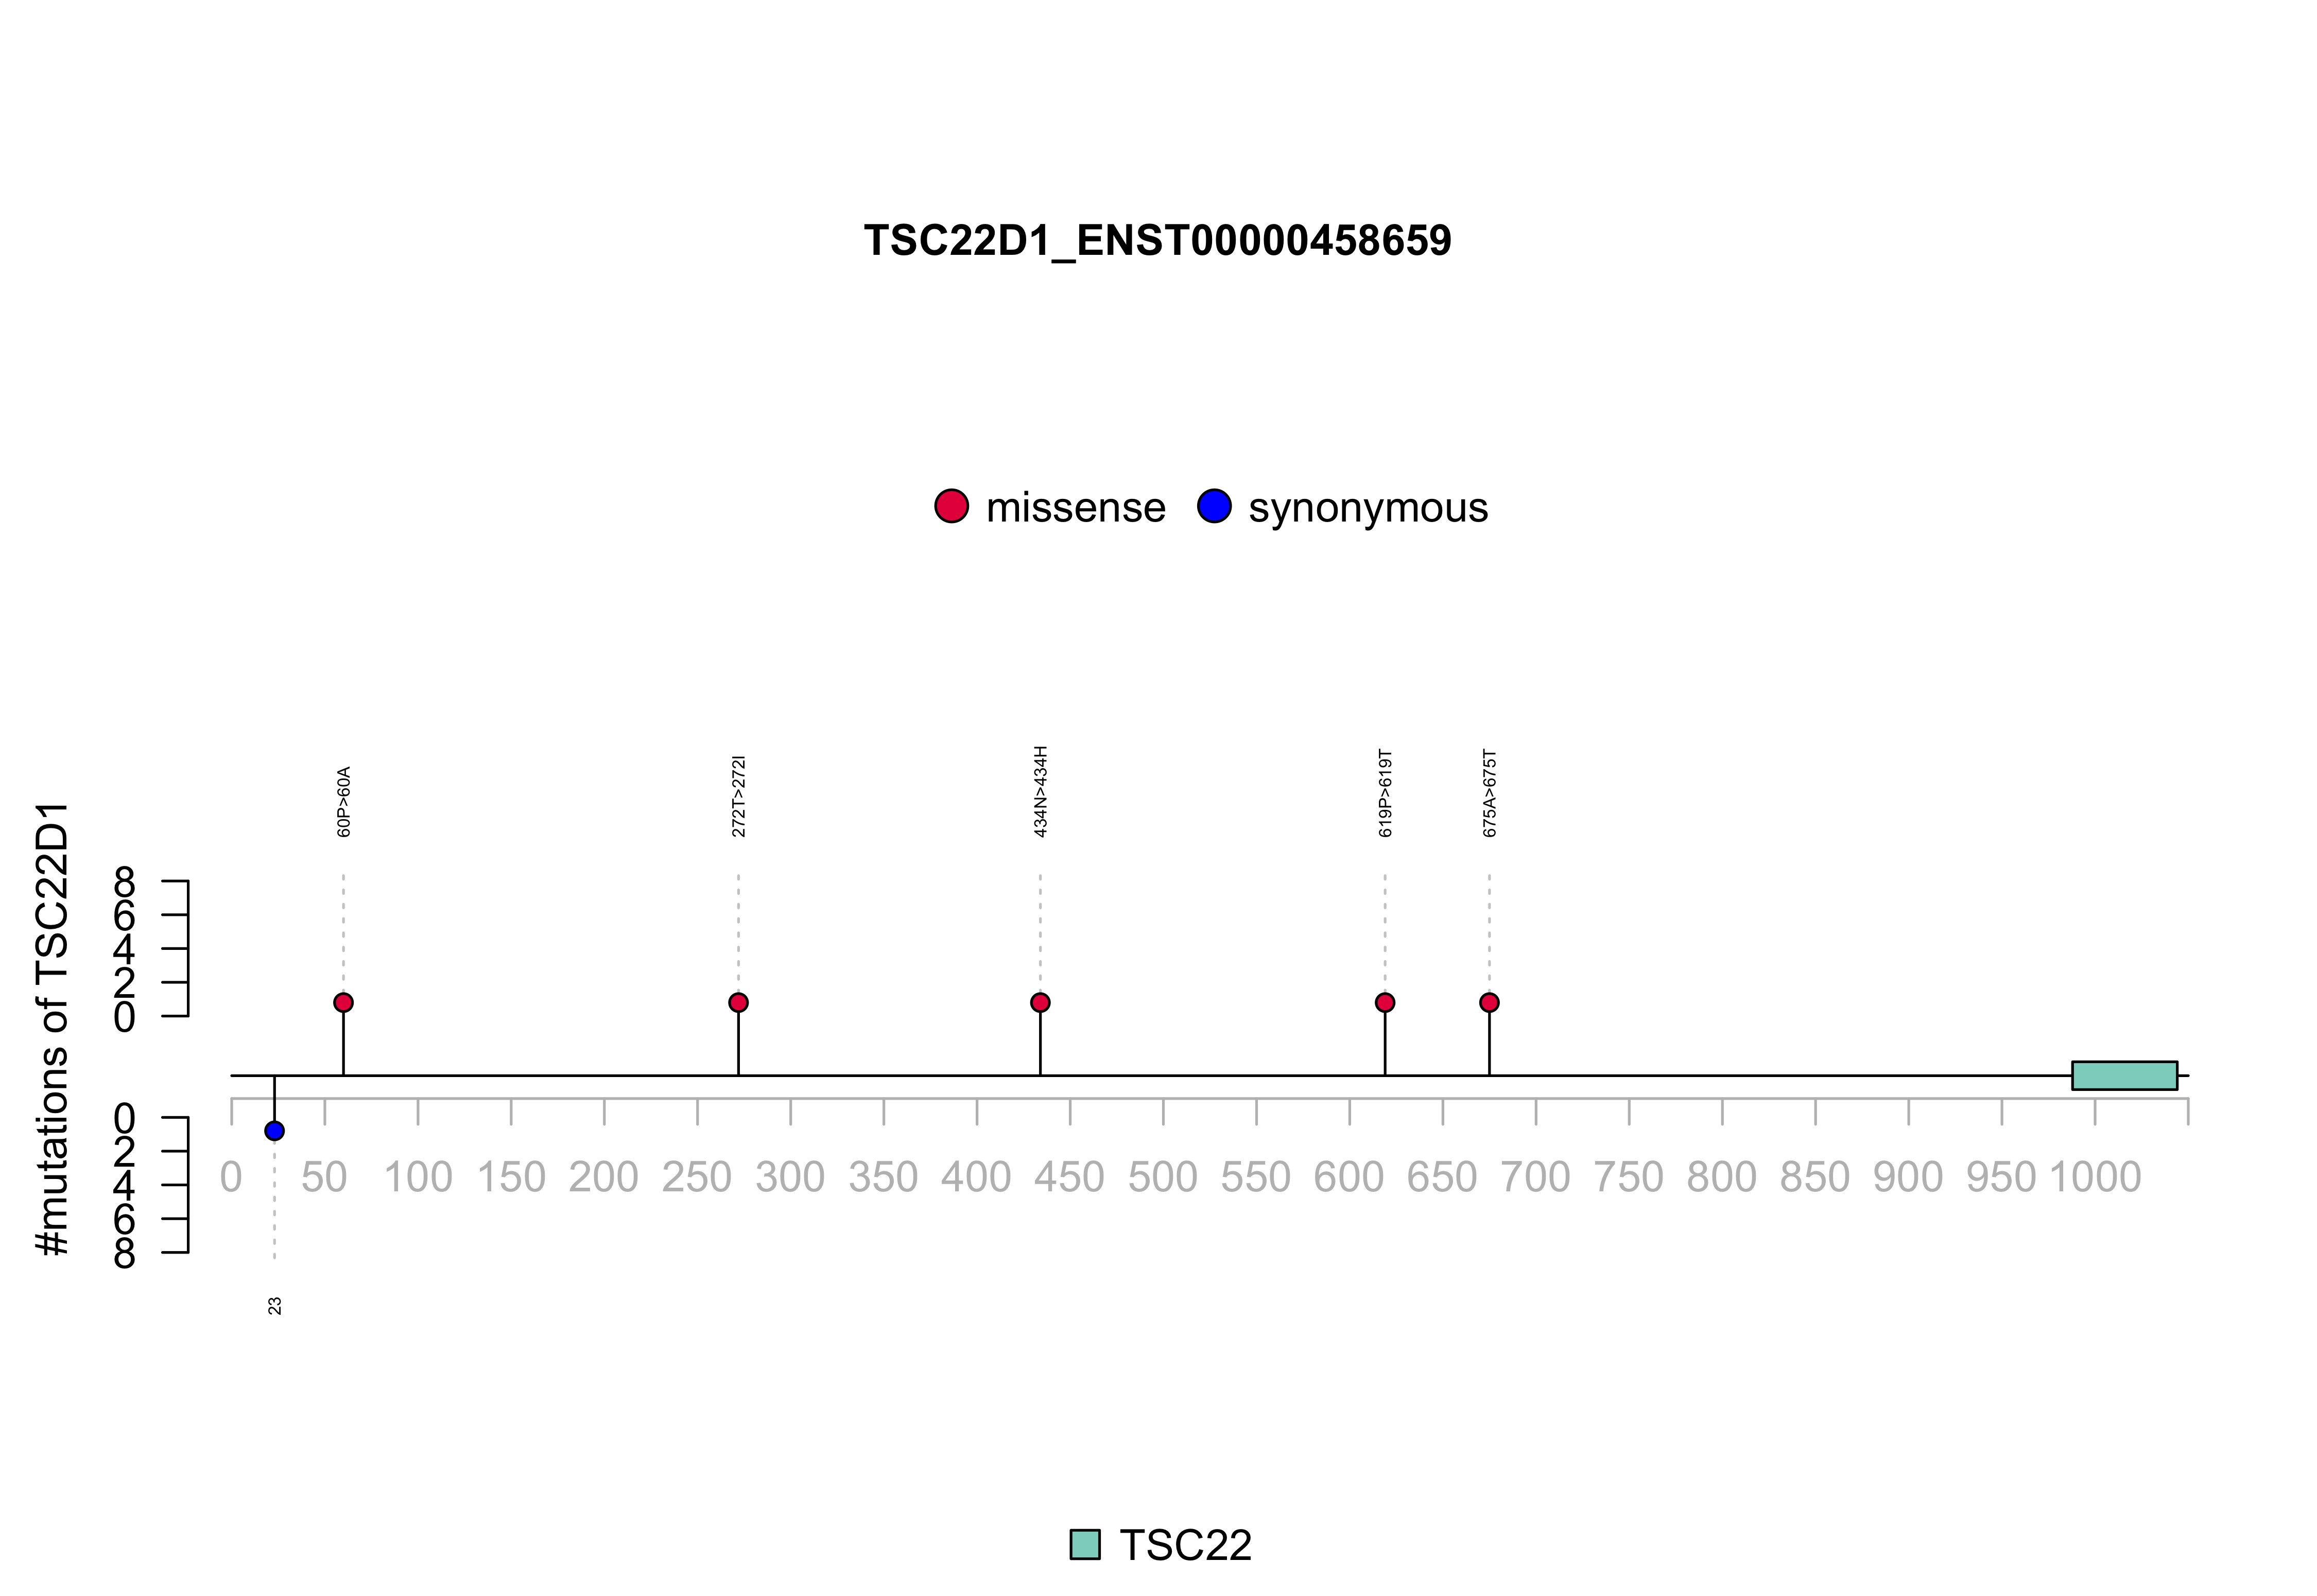 TSC22D1_ENST00000458659
missense
synonymous
60P>60A
272T>272I
434N>434H
619P>619T
675A>675T
#mutations of TSC22D1
8
6
4
2
0
0
2
4
6
8
0 50 100 150 200 250 300 350 400 450 500 550 600 650 700 750 800 850 900 950 1000
23
TSC22